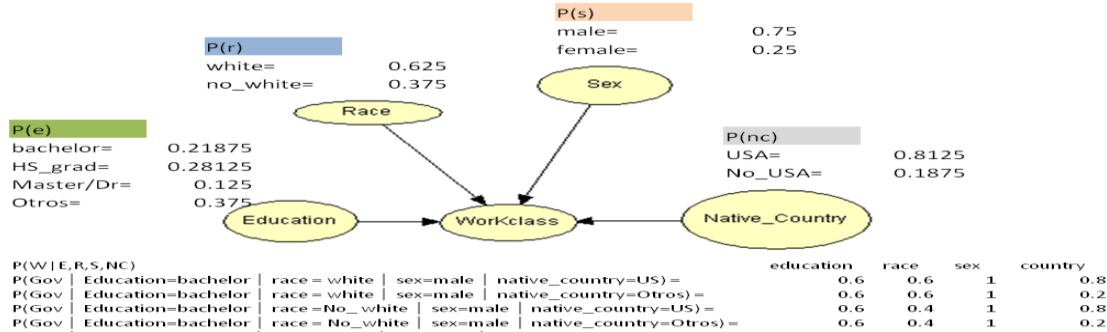 P(s)
male= 0.75
female= 0.25
Sex
P(r)
white= 0.625
no_white= 0.375
Race
P(e)
bachelor= 0.21875
HS_grad= 0.28125
Master/Dr= 0.125
Otros= 0.375
P(nc)
USA= 0.8125
No_USA= 0.1875
Education
WorKclass
Native_Country
P(W|E,R,S,NC) education race sex country
P(Gov | Education=bachelor | race = white | sex=male | native_country=US) = 0.6 0.6 1 0.8
P(Gov | Education=bachelor | race = white | sex=male | native_country=Otros) = 0.6 0.6 1 0.2
P(Gov | Education=bachelor | race =No_ white | sex=male | native_country=US) = 0.6 0.4 1 0.8
P(Gov | Education=bachelor | race = No_ white | sex=male | native_country=Otros) = 0.6 0.4 1 0.2